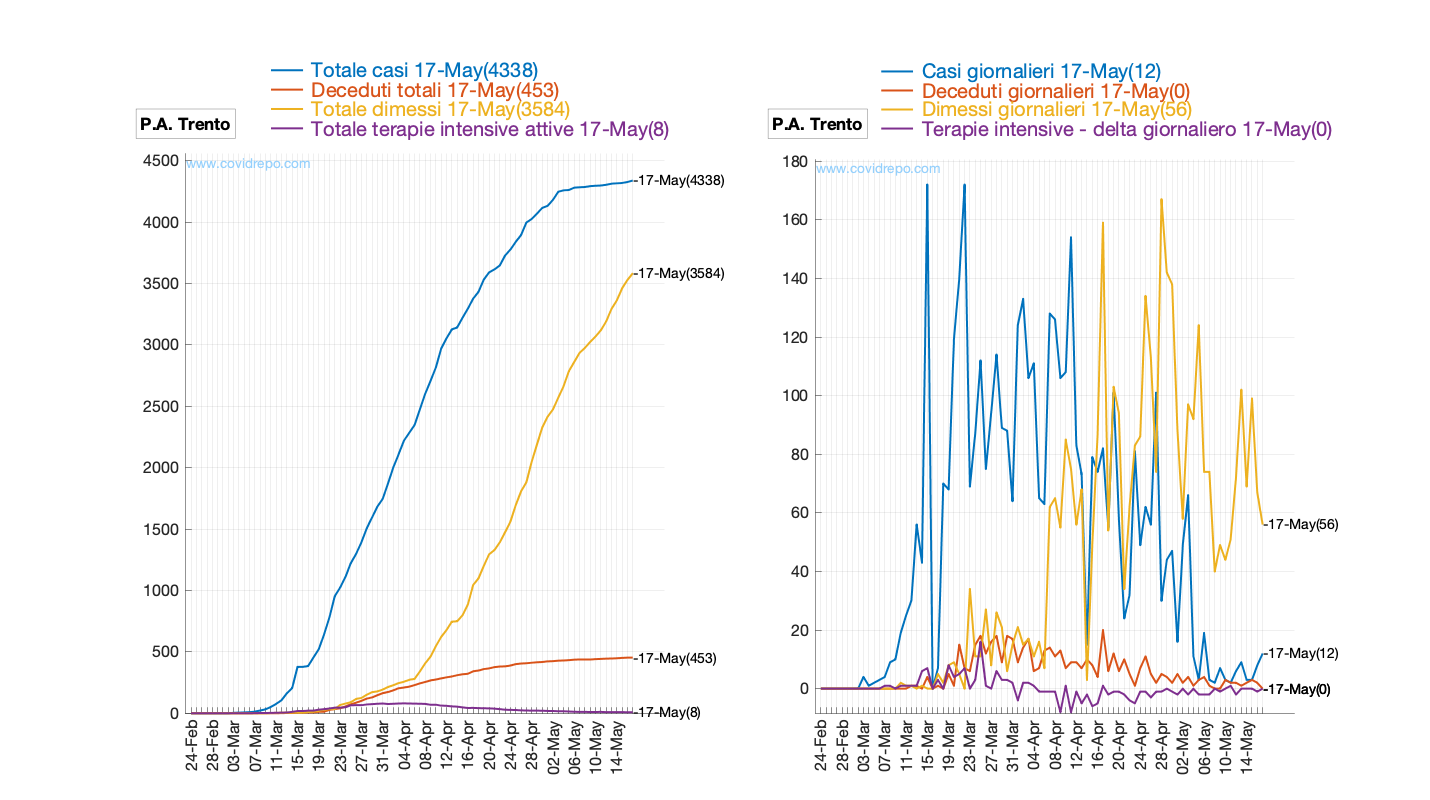 Totale casi 17-May(4338)
Deceduti totali 17-May(453)
Totale dimessi 17-May(3584)
Totale terapie intensive attive 17-May(8)
P.A. Trento
www.covidrepo.com
4500
4000
3500
3000
2500
2000
1500
1000
500
0
-17-May(4338)
-17-May(3584)
-17-May(453)
-17-May(8)
24-Feb
28-Feb
03-Mar
07-Mar
11-Mar
15-Mar
19-Mar
23-Mar
27-Mar
31-Mar
04-Apr
08-Apr
12-Apr
16-Apr
20-Apr
24-Apr
28-Apr
02-May
06-May
10-May
14-May
Casi giornalieri 17-May(12)
Deceduti giornalieri 17-May(0)
Dimessi giornalieri 17-May(56)
Terapie intensive - delta giornaliero 17-May(0)
P.A. Trento
www.covidrepo.com
180
160
140
120
100
80
60
40
20
0
-17-May(56)
-17-May(12)
-17-May(0)
24-Feb
28-Feb
03-Mar
07-Mar
11-Mar
15-Mar
19-Mar
23-Mar
27-Mar
31-Mar
04-Apr
08-Apr
12-Apr
16-Apr
20-Apr
24-Apr
28-Apr
02-May
06-May
10-May
14-May